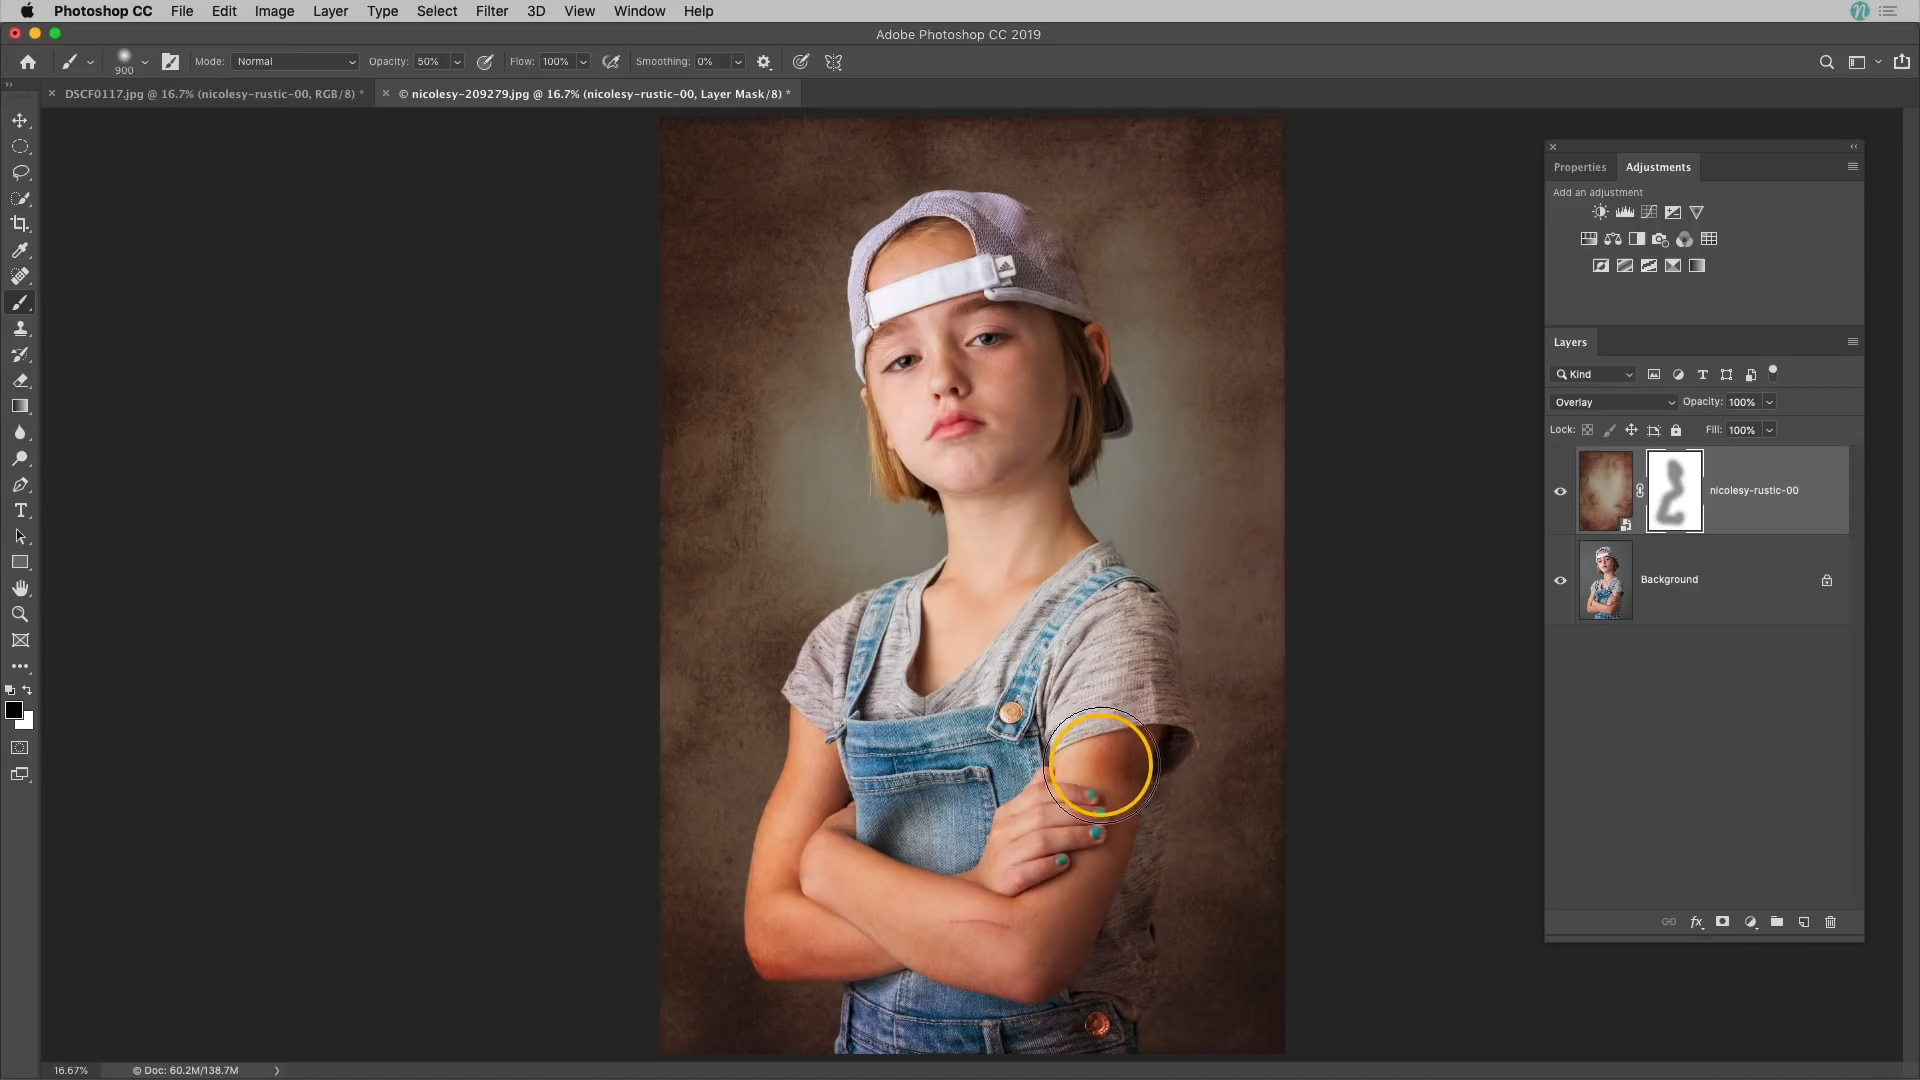 Photoshop CC File Edit Image Layer Type Select Filter 3D View Window Help
Adobe Photoshop CC 2019
900 Mode: Normal Opacity: 50% Flow: 100% Smoothing: 0%
DSCF0117.jpg @ 16.7% (nicolesy-rustic-00, RGB/8) * © nicolesy-209279.jpg @ 16.7% (nicolesy-rustic-00, Layer Mask/8) *
Properties Adjustments
Add an adjustment
Layers
Kind
Overlay Opacity: 100%
Lock: Fill: 100%
nicolesy-rustic-00
Background
16.67% © Doc: 60.2M/138.7M